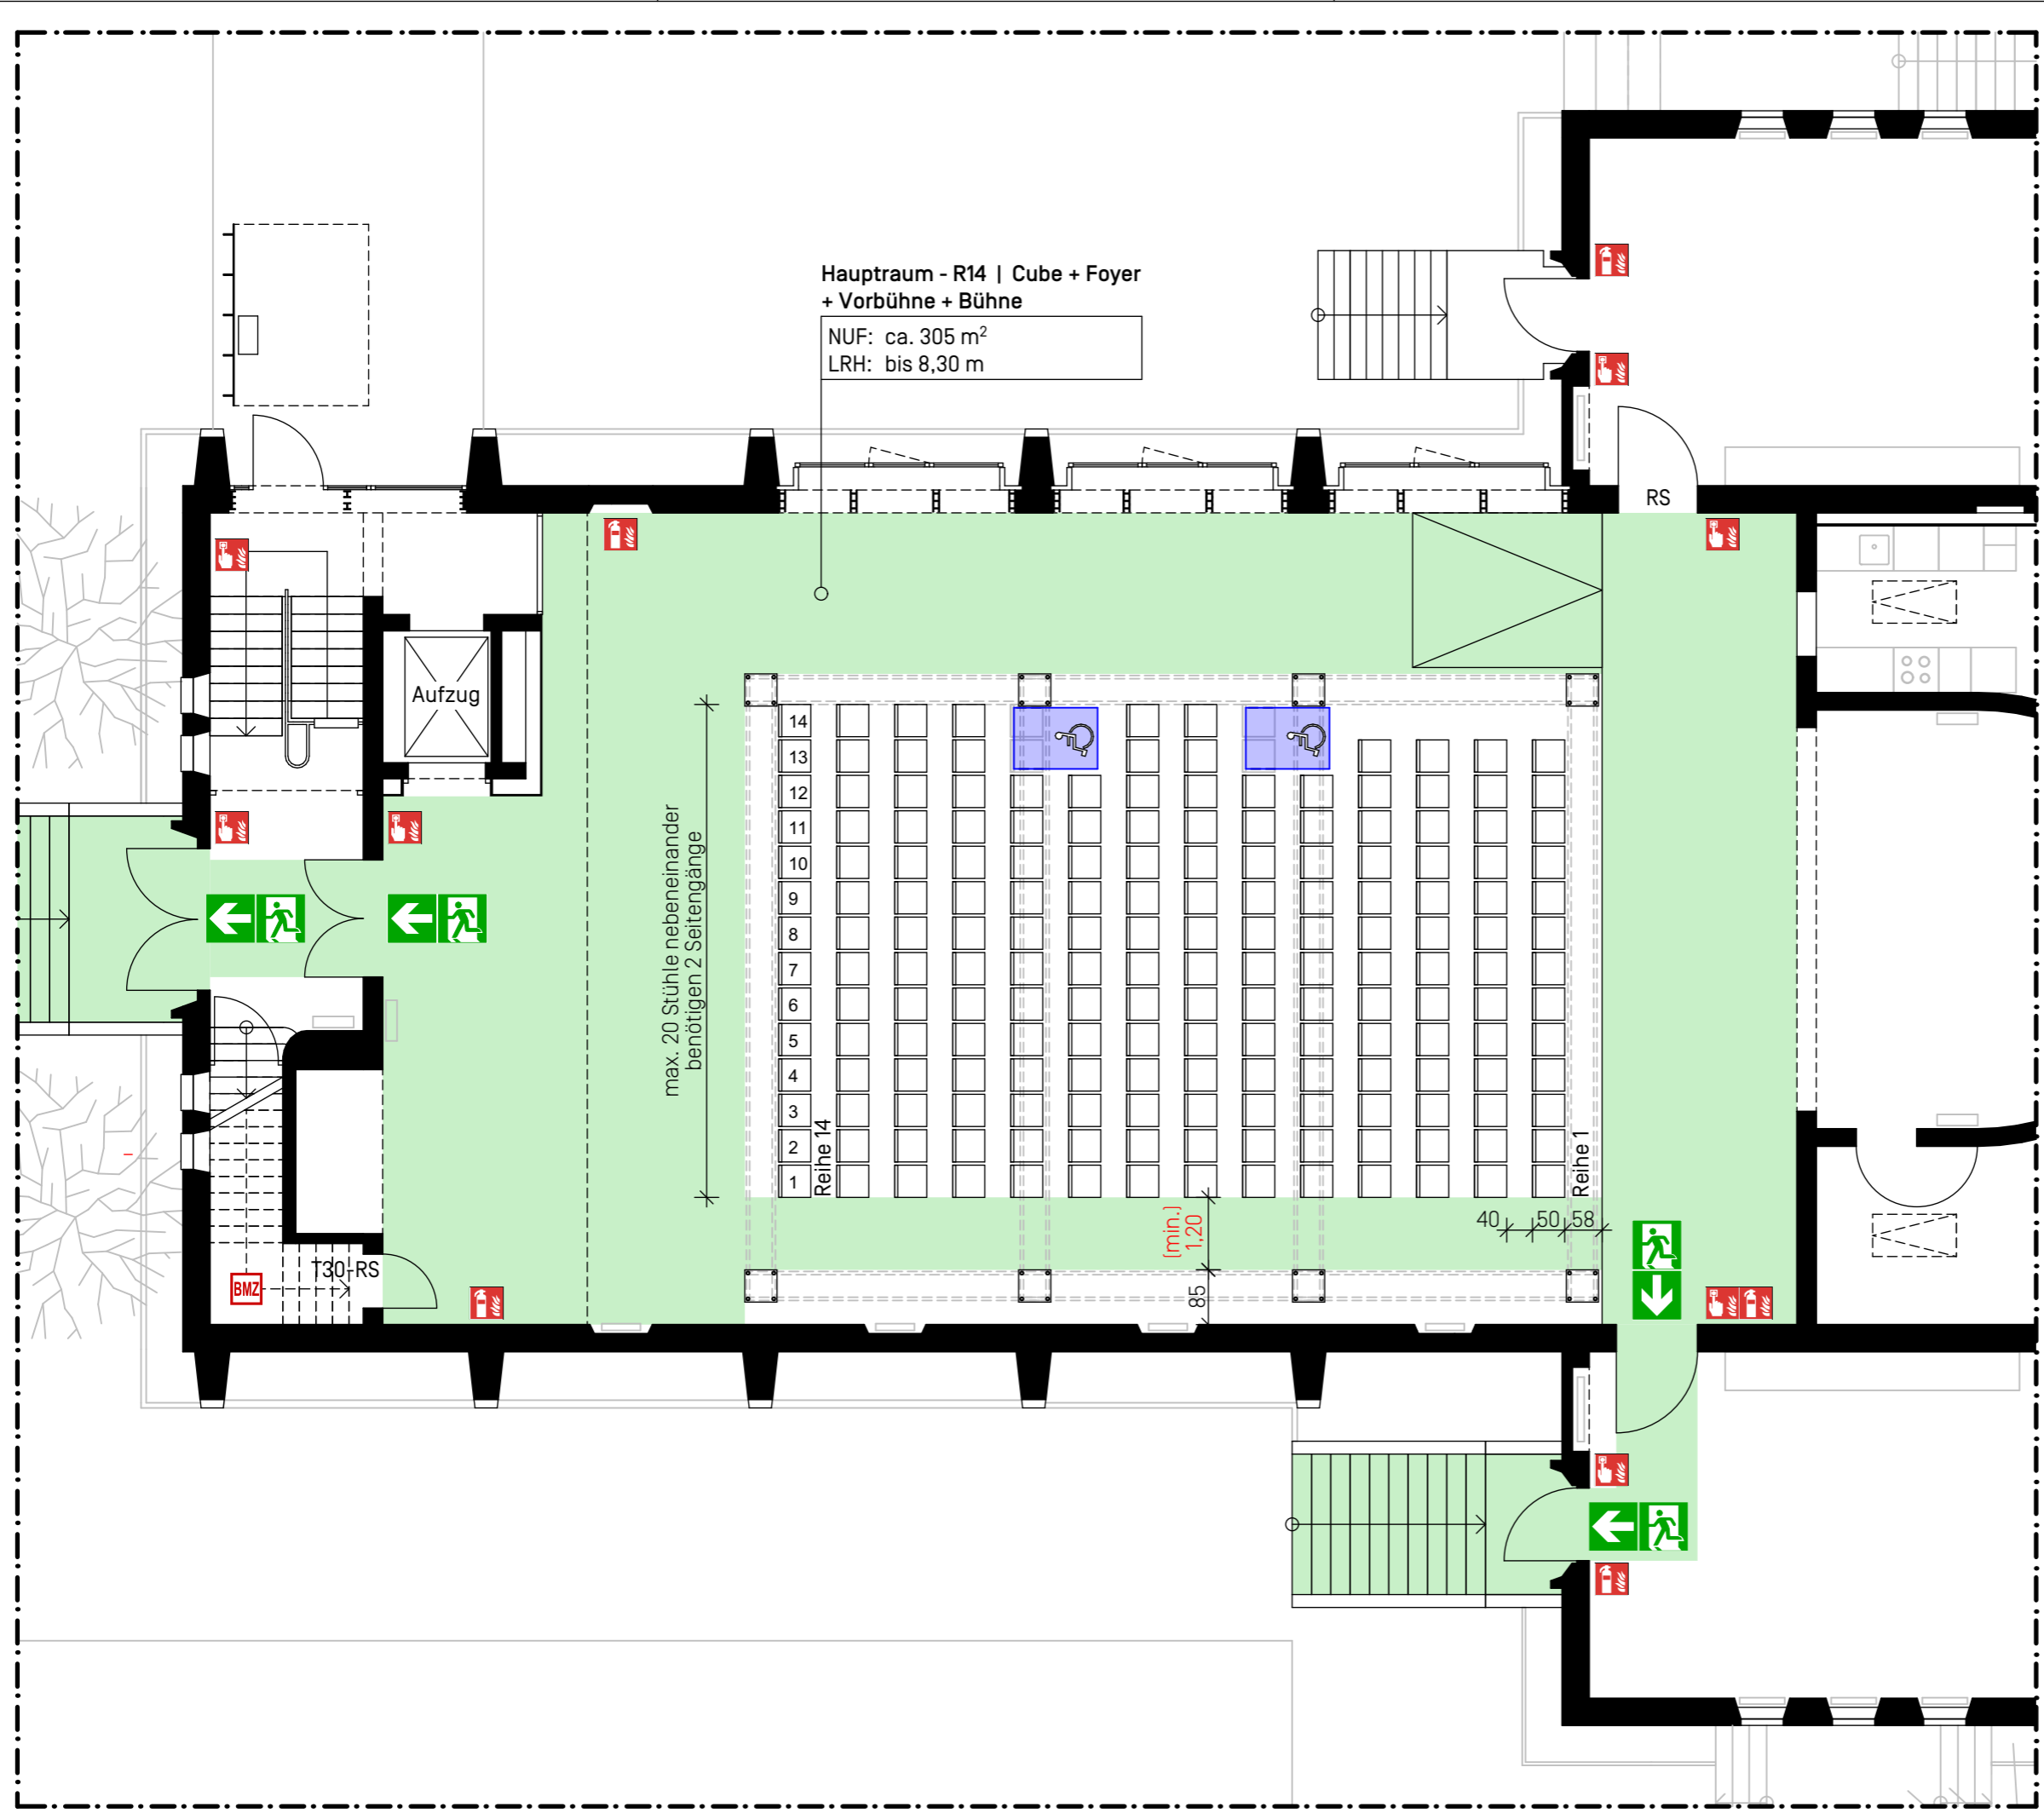 Hauptraum - R14 | Cube + Foyer
+ Vorbühne + Bühne
NUF: ca. 305 m²
LRH: bis 8,30 m
RS
Aufzug
14
13
12
11
10
9
8
7
6
5
4
3
2
1
max. 20 Stühle nebeneinander
benötigen 2 Seitengänge
Reihe 14
Reihe 1
(min.)
1,20
85
40
50
58
T30-RS
BMZ